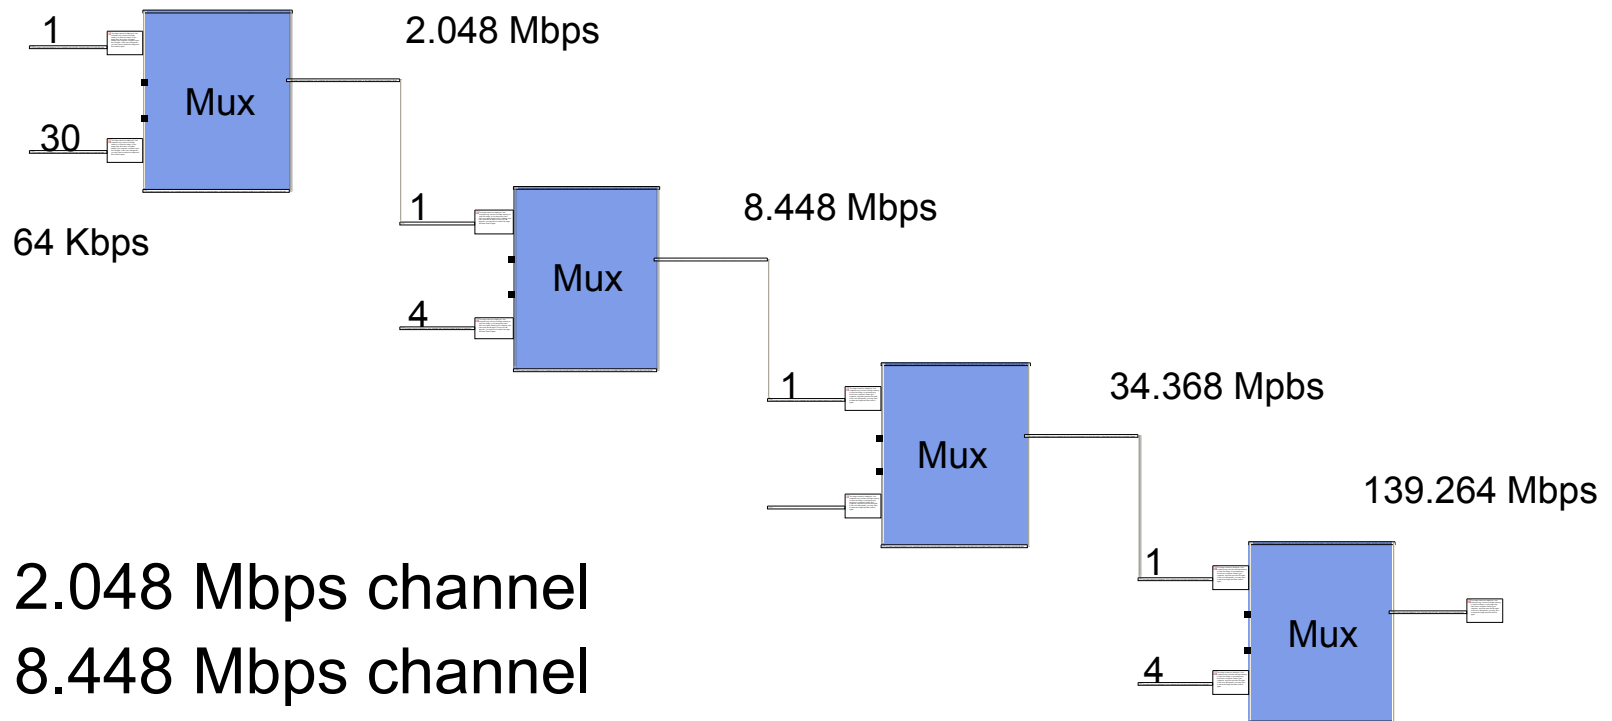 1
2.048 Mbps
Mux
30
64 Kbps
1
8.448 Mbps
Mux
4
1
34.368 Mpbs
Mux
139.264 Mbps
1
Mux
4
2.048 Mbps channel
8.448 Mbps channel